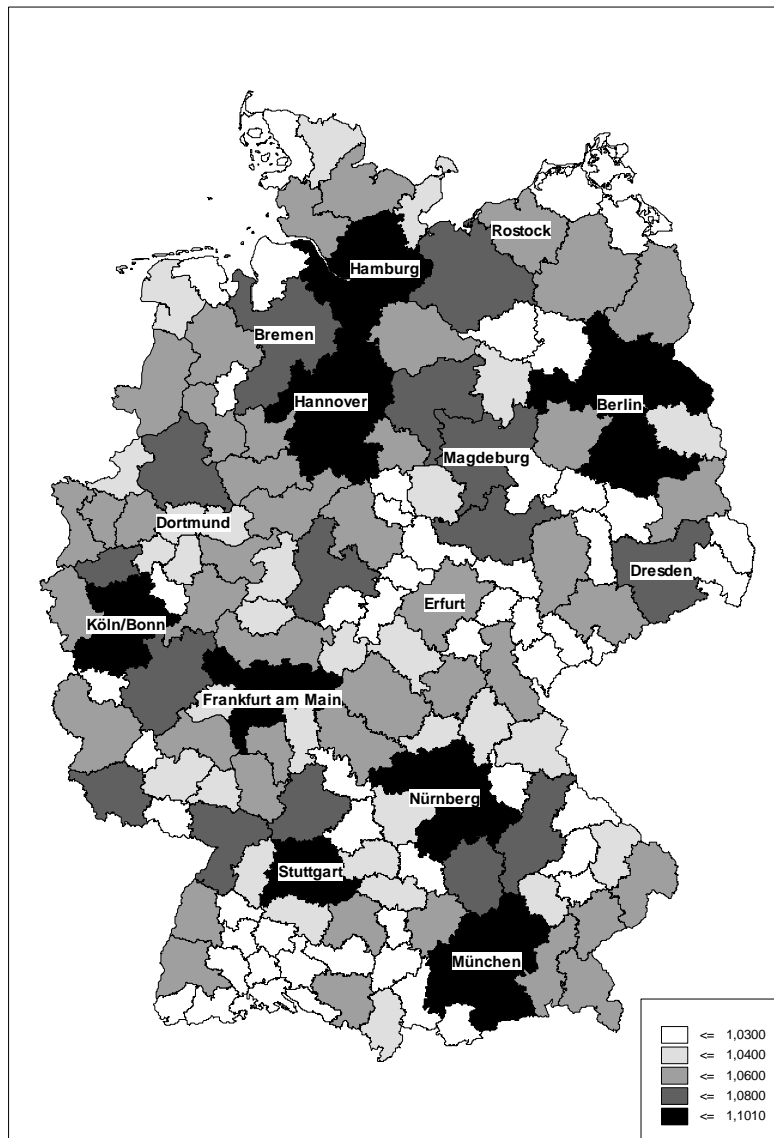 Rostock
Hamburg
Bremen
Hannover
Berlin
Magdeburg
Dortmund
Dresden
Erfurt
Köln/Bonn
Frankfurt am Main
Nürnberg
Stuttgart
München
<= 1,0300
<= 1,0400
<= 1,0600
<= 1,0800
<= 1,1010